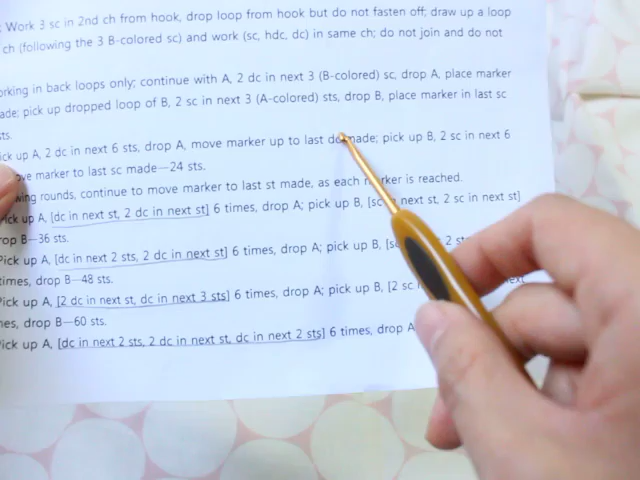 ; Work 3 sc in 2nd ch from hook, drop loop from hook but do not fasten off; draw up a loop
ch (following the 3 B-colored sc) and work (sc, hdc, dc) in same ch; do not join and do not
orking in back loops only; continue with A, 2 dc in next 3 (B-colored) sc, drop A, place marker
ade; pick up dropped loop of B, 2 sc in next 3 (A-colored) sts, drop B, place marker in last sc
sts.
ick up A, 2 dc in next 6 sts, drop A, move marker up to last dc made; pick up B, 2 sc in next 6
ove marker to last sc made—24 sts.
wing rounds, continue to move marker to last st made, as each marker is reached.
Pick up A, [dc in next st, 2 dc in next st] 6 times, drop A; pick up B, [sc next st, 2 sc in next st]
rop B—36 sts.
Pick up A, [dc in next 2 sts, 2 dc in next st] 6 times, drop A; pick up B, 2 st
times, drop B—48 sts.
Pick up A, [2 dc in next st, dc in next 3 sts] 6 times, drop A; pick up B, [2 sc next
mes, drop B—60 sts.
ick up A, [dc in next 2 sts, 2 dc in next st, dc in next 2 sts] 6 times, drop A